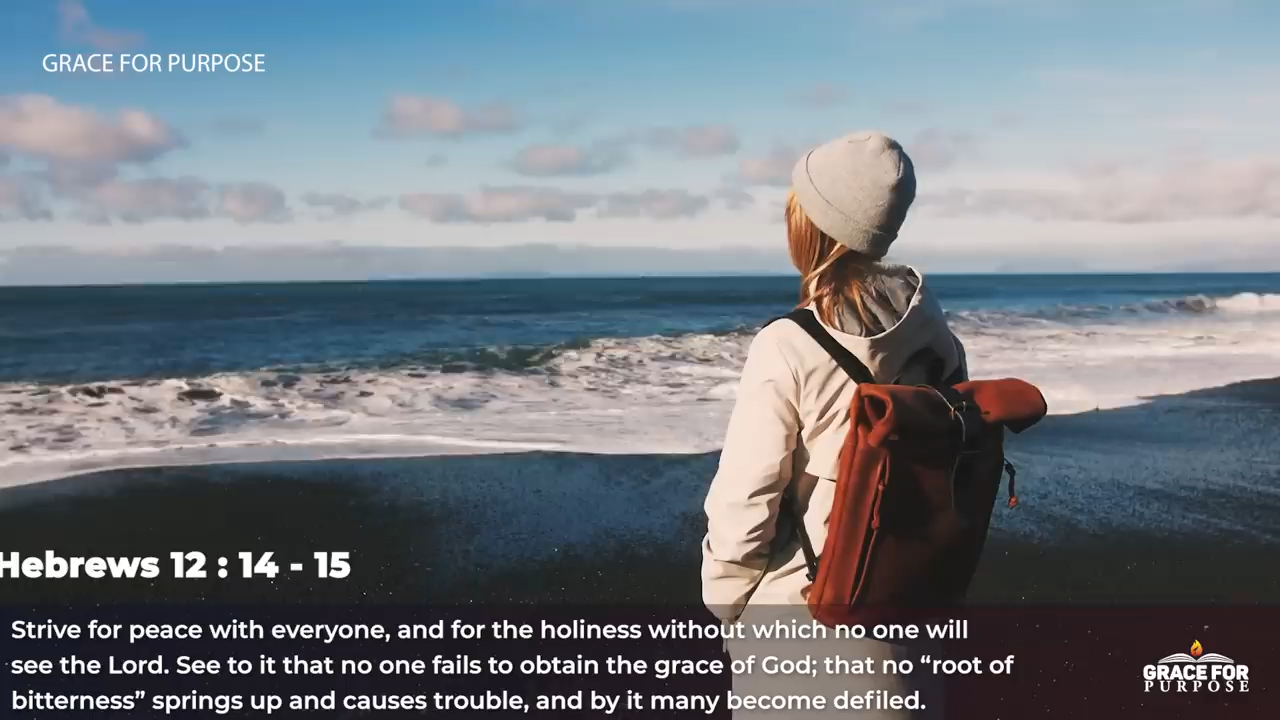 GRACE FOR PURPOSE
Hebrews 12 : 14 - 15
Strive for peace with everyone, and for the holiness without which no one will
see the Lord. See to it that no one fails to obtain the grace of God; that no “root of
bitterness” springs up and causes trouble, and by it many become defiled.
GRACE FOR
PURPOSE